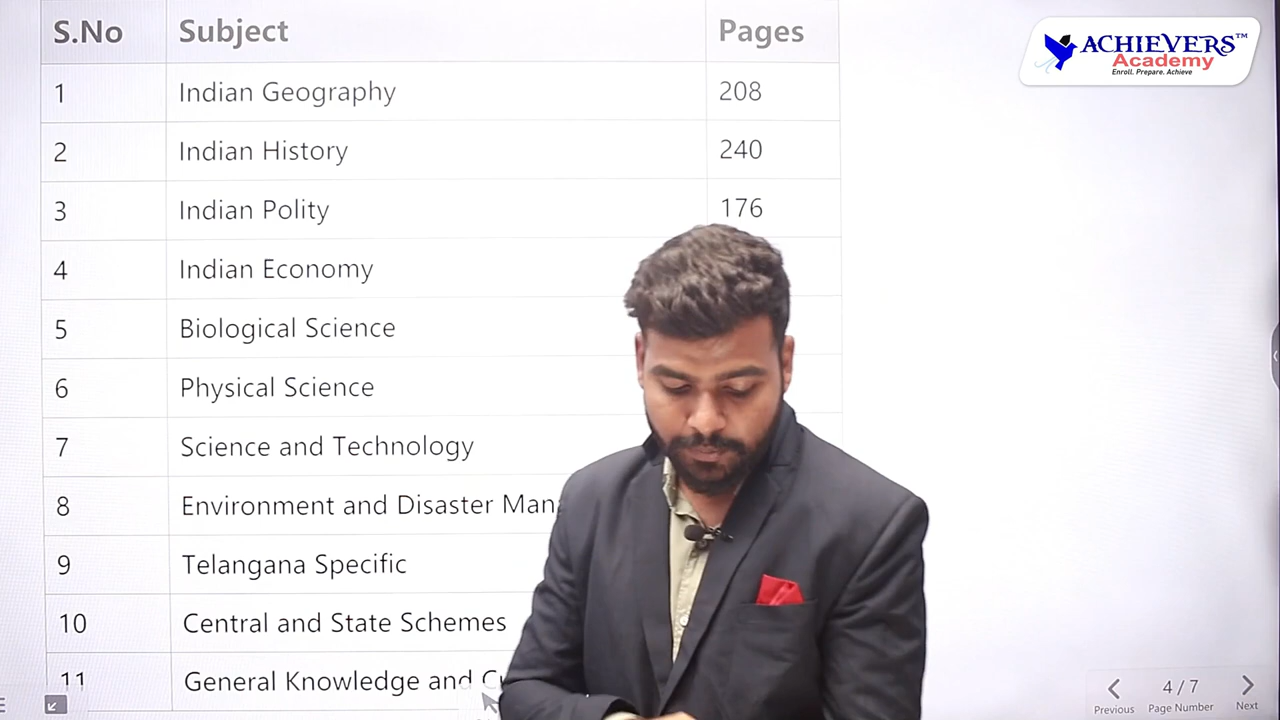 S.No Subject Pages
1 Indian Geography 208
2 Indian History 240
3 Indian Polity 176
4 Indian Economy
5 Biological Science
6 Physical Science
7 Science and Technology
8 Environment and Disaster
9 Telangana Specific
10 Central and State Schemes
11 General Knowledge and
ACHIEVERS™
Academy
Enroll. Prepare. Achieve
4 / 7
Previous Page Number Next